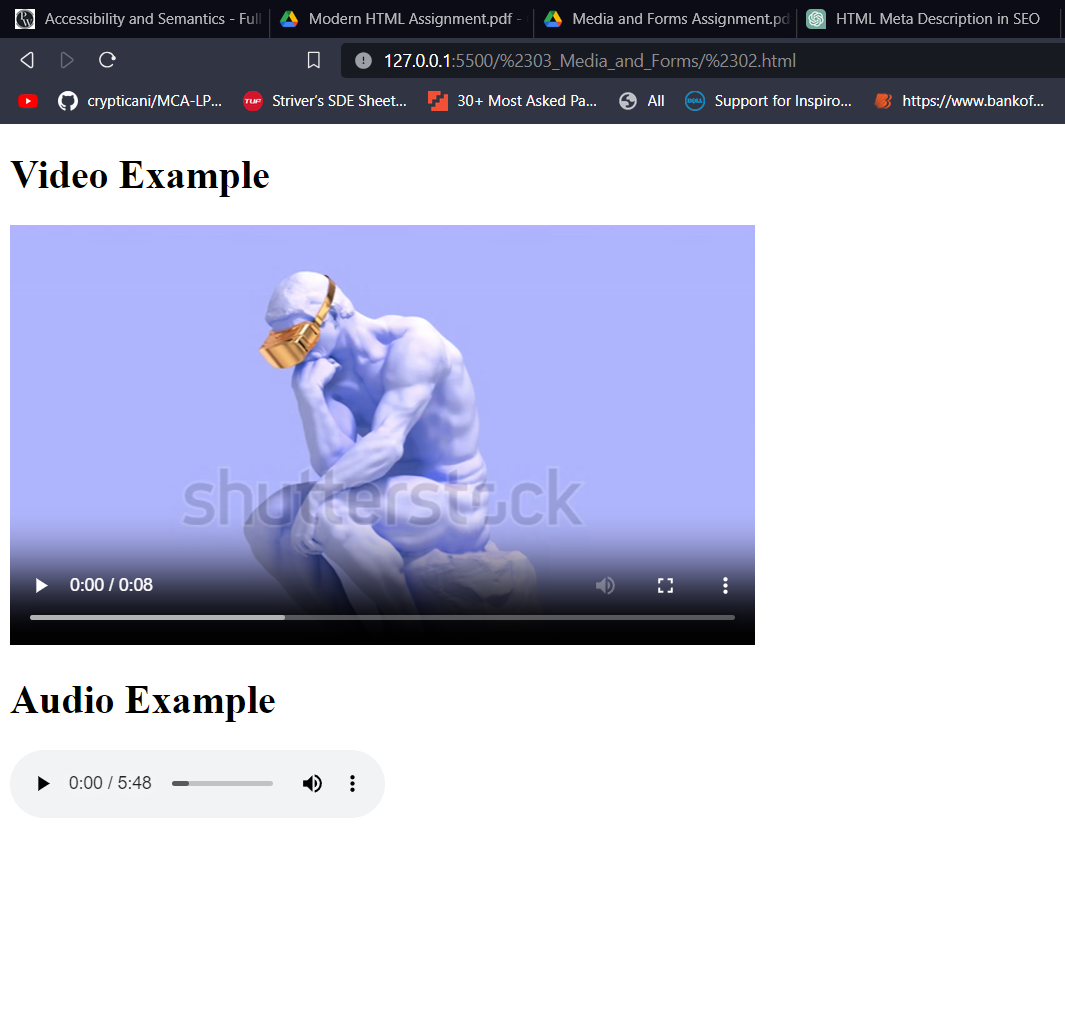 Accessibility and Semantics - Full
Modern HTML Assignment.pdf -
Media and Forms Assignment.pd
HTML Meta Description in SEO
127.0.0.1:5500/%2303_Media_and_Forms/%2302.html
crypticani/MCA-LP...
TUF
Striver's SDE Sheet...
30+ Most Asked Pa...
All
DELL
Support for Inspiro...
https://www.bankof...
Video Example
shutterstock
0:00 / 0:08
Audio Example
0:00 / 5:48